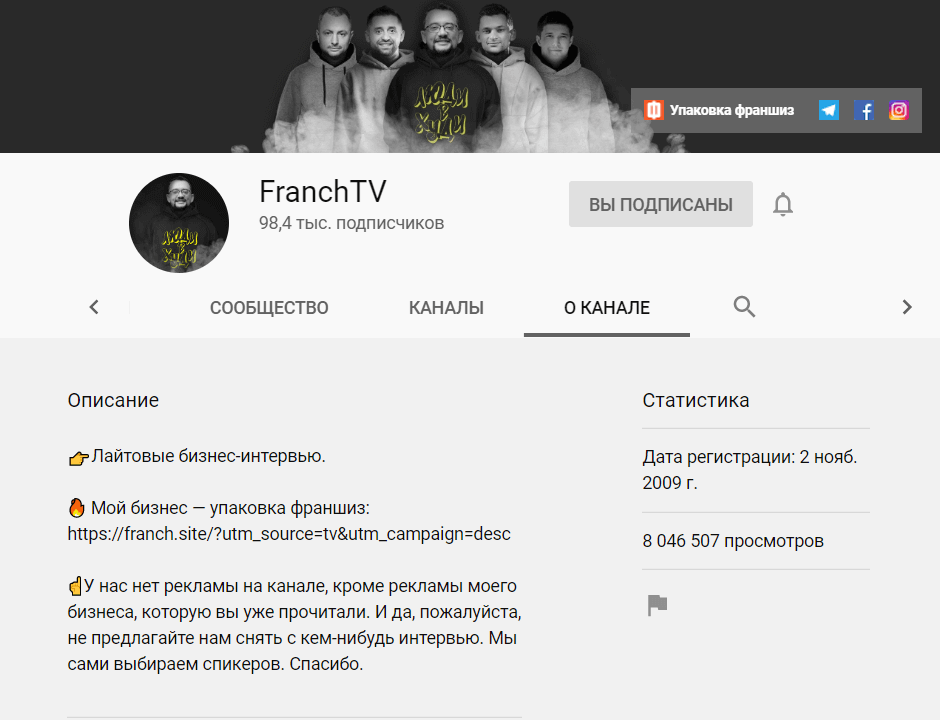 ЛЮДИ
В
ХУДИ
Упаковка франшиз
FranchTV
98,4 тыс. подписчиков
ВЫ ПОДПИСАНЫ
ЛЮДИ
В
ХУДИ
СООБЩЕСТВО КАНАЛЫ О КАНАЛЕ
Описание
👉Лайтовые бизнес-интервью.
🔥 Мой бизнес — упаковка франшиз:
https://franch.site/?utm_source=tv&utm_campaign=desc
☝У нас нет рекламы на канале, кроме рекламы моего
бизнеса, которую вы уже прочитали. И да, пожалуйста,
не предлагайте нам снять с кем-нибудь интервью. Мы
сами выбираем спикеров. Спасибо.
Статистика
Дата регистрации: 2 нояб.
2009 г.
8 046 507 просмотров